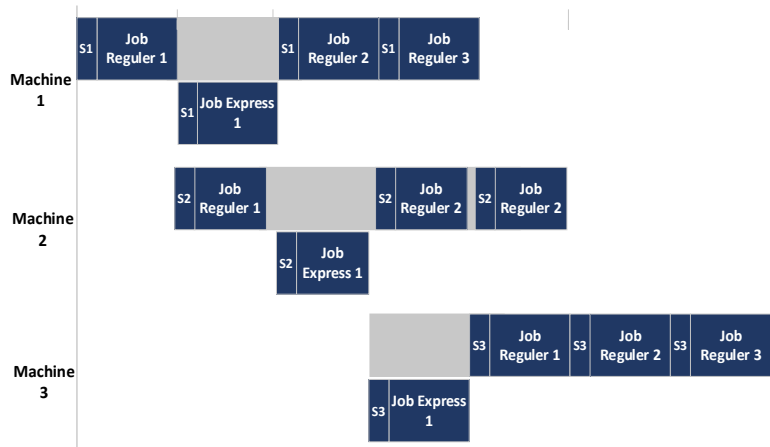 S1
Job
Reguler 1
S1
Job
Reguler 2
S1
Job
Reguler 3
Machine
1
S1
Job Express
1
S2
Job
Reguler 1
S2
Job
Reguler 2
S2
Job
Reguler 2
Machine
2
S2
Job
Express 1
S3
Job
Reguler 1
S3
Job
Reguler 2
S3
Job
Reguler 3
Machine
3
S3
Job Express
1